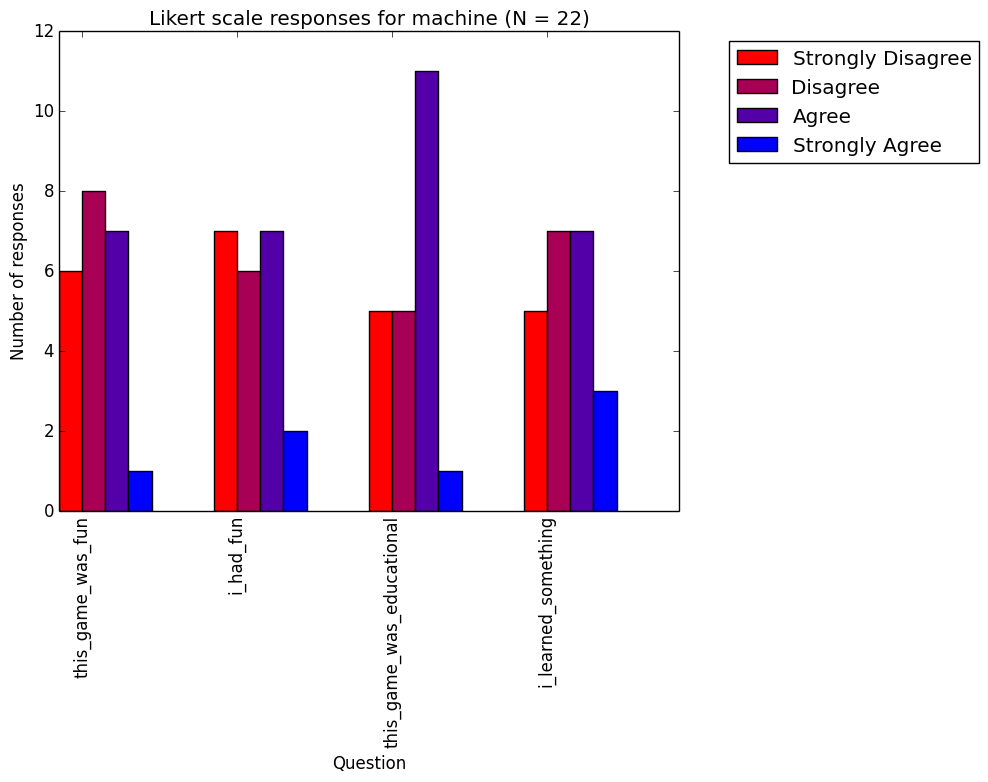 Likert scale responses for machine (N = 22)
12
10
8
6
4
2
0
Number of responses
this_game_was_fun
i_had_fun
this_game_was_educational
i_learned_something
Question
Strongly Disagree
Disagree
Agree
Strongly Agree